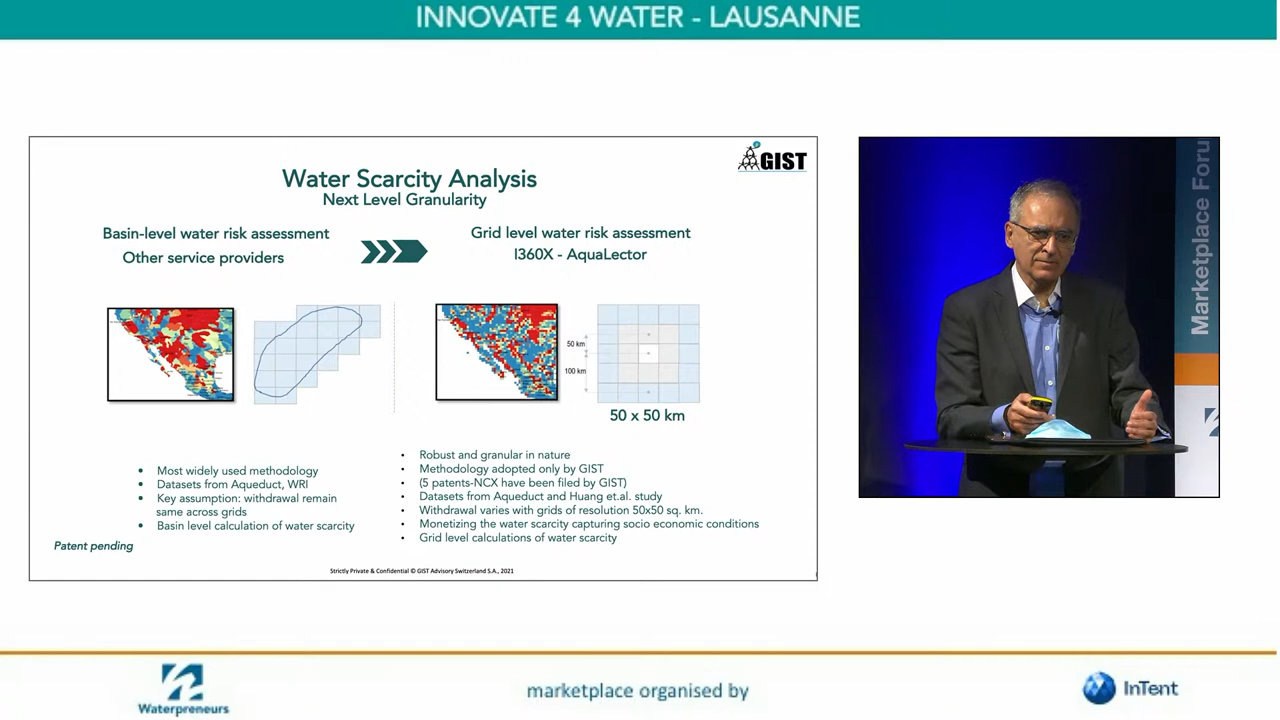 INNOVATE 4 WATER - LAUSANNE
GIST
Water Scarcity Analysis
Next Level Granularity
Basin-level water risk assessment
Other service providers
Grid level water risk assessment
I360X - AquaLector
50 km
100 km
50 x 50 km
• Most widely used methodology
• Datasets from Aqueduct, WRI
• Key assumption: withdrawal remain
same across grids
• Basin level calculation of water scarcity
Patent pending
• Robust and granular in nature
• Methodology adopted only by GIST
• (5 patents-NCX have been filed by GIST)
• Datasets from Aqueduct and Huang et.al. study
• Withdrawal varies with grids of resolution 50x50 sq. km.
• Monetizing the water scarcity capturing socio economic conditions
• Grid level calculations of water scarcity
Strictly Private & Confidential © GIST Advisory Switzerland S.A., 2021
Marketplace Foru
Waterpreneurs
marketplace organised by
InTent